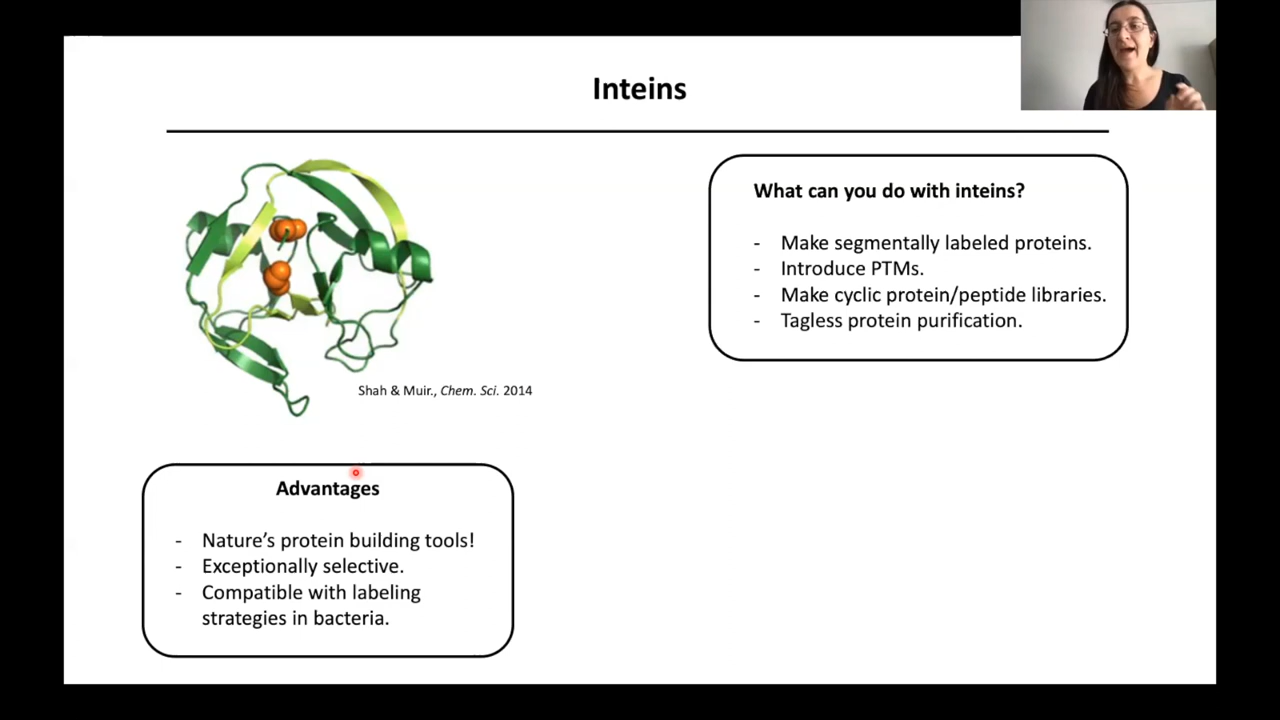 Inteins
What can you do with inteins?
- Make segmentally labeled proteins.
- Introduce PTMs.
- Make cyclic protein/peptide libraries.
- Tagless protein purification.
Shah & Muir., Chem. Sci. 2014
Advantages
- Nature’s protein building tools!
- Exceptionally selective.
- Compatible with labeling
strategies in bacteria.